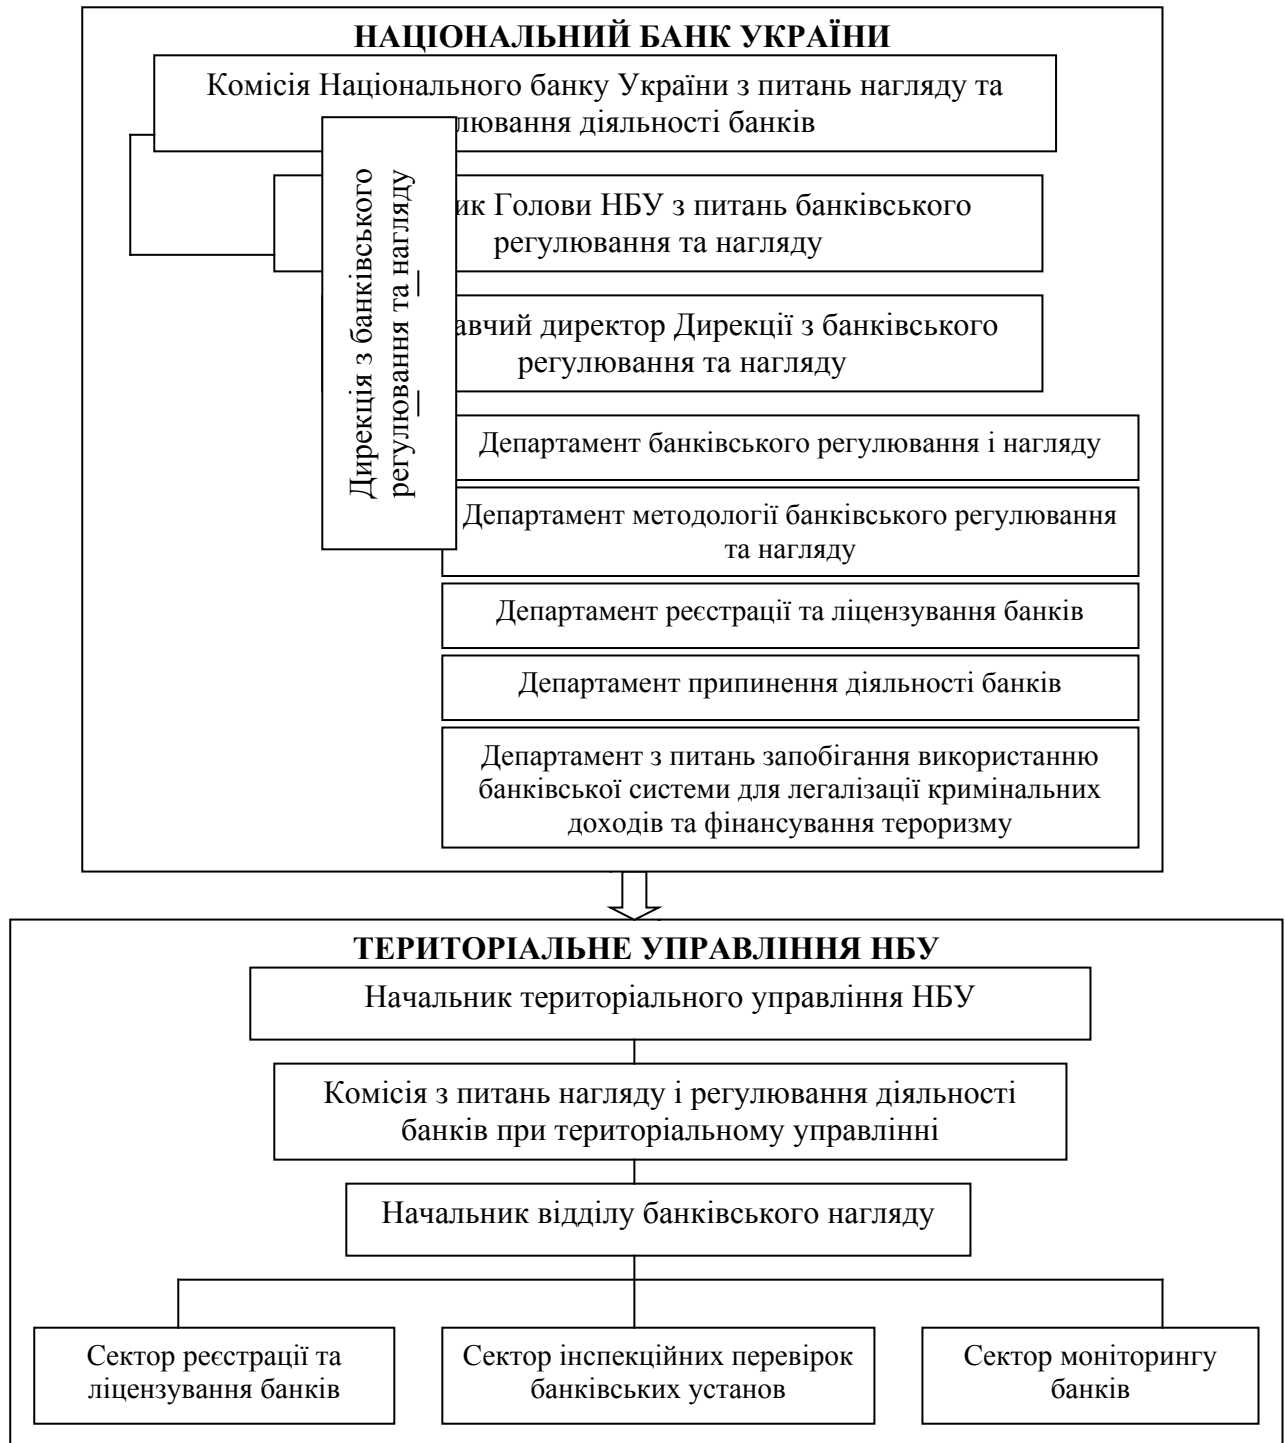 НАЦІОНАЛЬНИЙ БАНК УКРАЇНИ
Комісія Національного банку України з питань нагляду та
лювання діяльності банків
Дирекція з банківського
регулювання та нагляду
ик Голови НБУ з питань банківського
регулювання та нагляду
авчий директор Дирекції з банківського
регулювання та нагляду
Департамент банківського регулювання і нагляду
Департамент методології банківського регулювання
та нагляду
Департамент реєстрації та ліцензування банків
Департамент припинення діяльності банків
Департамент з питань запобігання використанню
банківської системи для легалізації кримінальних
доходів та фінансування тероризму
ТЕРИТОРІАЛЬНЕ УПРАВЛІННЯ НБУ
Начальник територіального управління НБУ
Комісія з питань нагляду і регулювання діяльності
банків при територіальному управлінні
Начальник відділу банківського нагляду
Сектор реєстрації та
ліцензування банків
Сектор інспекційних перевірок
банківських установ
Сектор моніторингу
банків